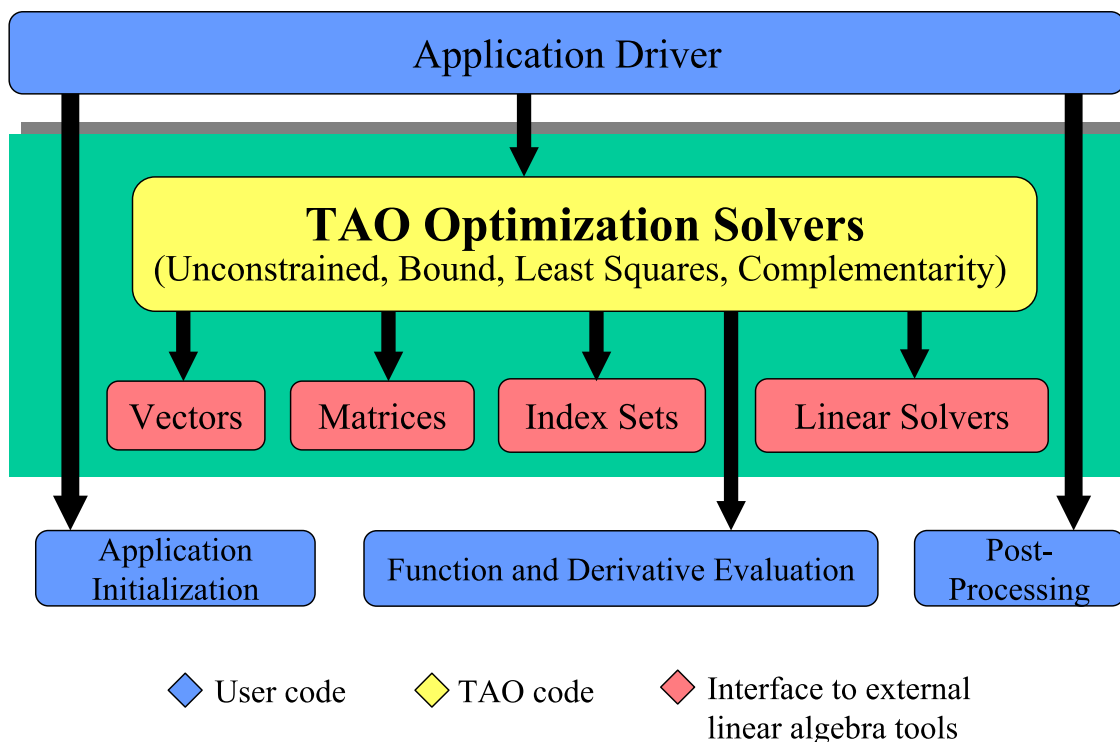 Application Driver
TAO Optimization Solvers
(Unconstrained, Bound, Least Squares, Complementarity)
Vectors
Matrices
Index Sets
Linear Solvers
Application
Initialization
Function and Derivative Evaluation
Post-
Processing
User code
TAO code
Interface to external
linear algebra tools